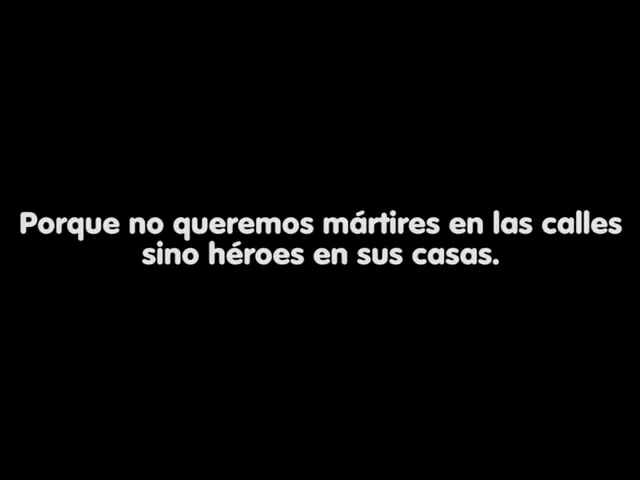 Porque no queremos mártires en las calles
sino héroes en sus casas.